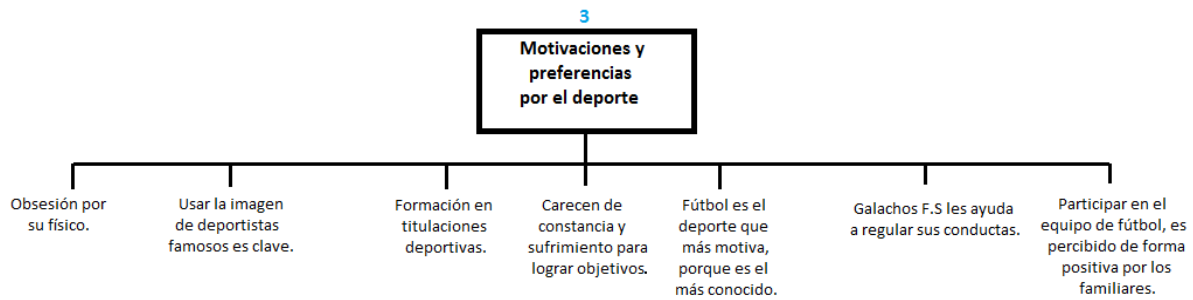 3
Motivaciones y
preferencias
por el deporte
Obsesión por
su físico.
Usar la imagen
de deportistas
famosos es clave.
Formación en
titulaciones
deportivas.
Carecen de
constancia y
sufrimiento para
lograr objetivos.
Fútbol es el
deporte que
más motiva,
porque es el
más conocido.
Galachos F.S les ayuda
a regular sus conductas.
Participar en el
equipo de fútbol, es
percibido de forma
positiva por los
familiares.